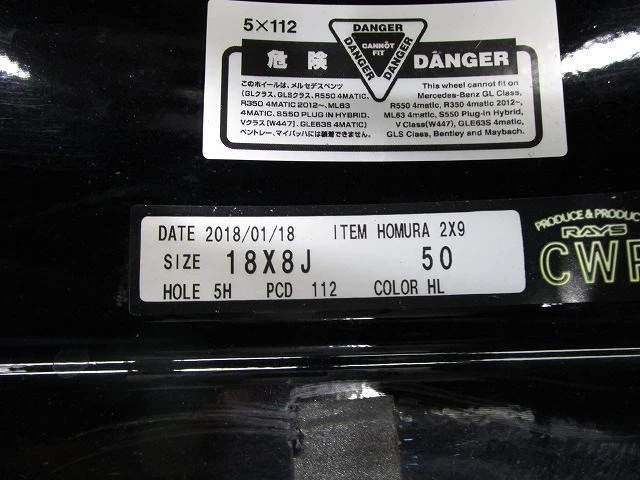 5×112
DANGER
DANGER
DANGER
CANNOT
FIT
危険
DANGER
このホイールは、メルセデスベンツ
(GLクラス, GLSクラス, R550 4MATIC,
R350 4MATIC 2012～, ML63
4MATIC, S550 PLUG IN HYBRID,
Vクラス(W447), GLE63S 4MATIC)
ベントレー、マイバッハには装着できません。
This wheel cannot fit on
Mercedes-Benz GL Class,
R550 4matic, R350 4matic 2012~,
ML63 4matic, S550 Plug-In Hybrid,
V Class(W447), GLE63S 4matic,
GLS Class, Bentley and Maybach.
DATE 2018/01/18 ITEM HOMURA 2X9
SIZE 18X8J 50
HOLE 5H PCD 112 COLOR HL
PRODUCE & PRODU
RAYS
CWF